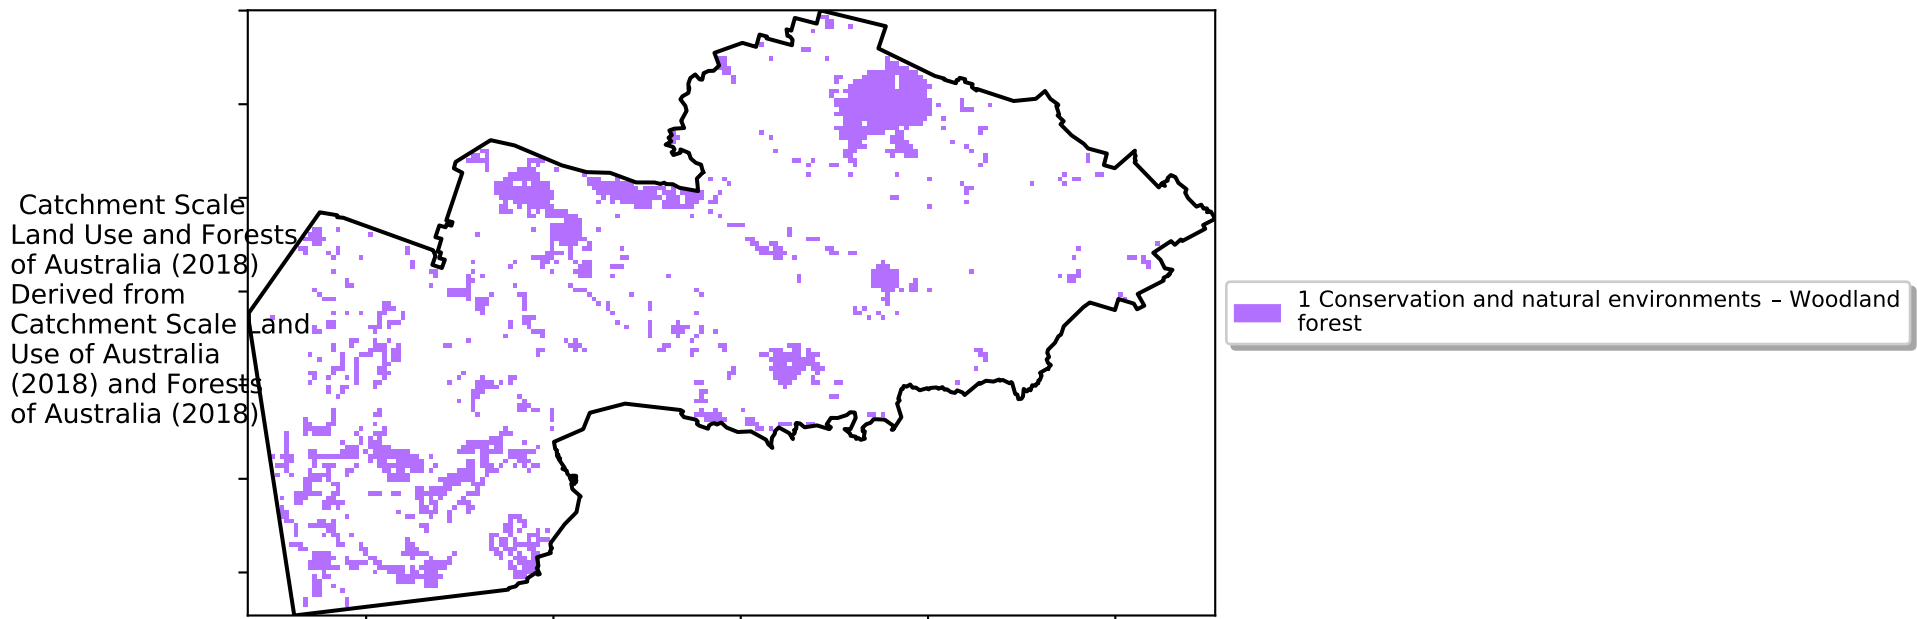 Catchment Scale
Land Use and Forests
of Australia (2018)
Derived from
Catchment Scale Land
Use of Australia
(2018) and Forests
of Australia (2018)
1 Conservation and natural environments – Woodland
forest